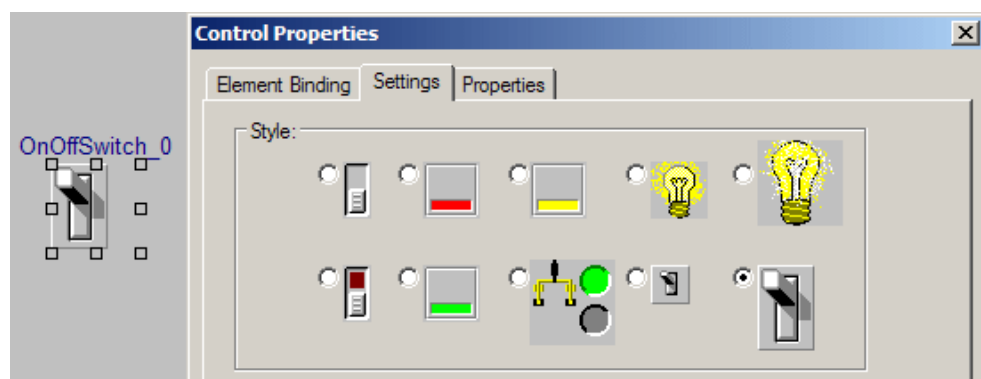 Control Properties
Element Binding Settings Properties
OnOffSwitch_0
Style: